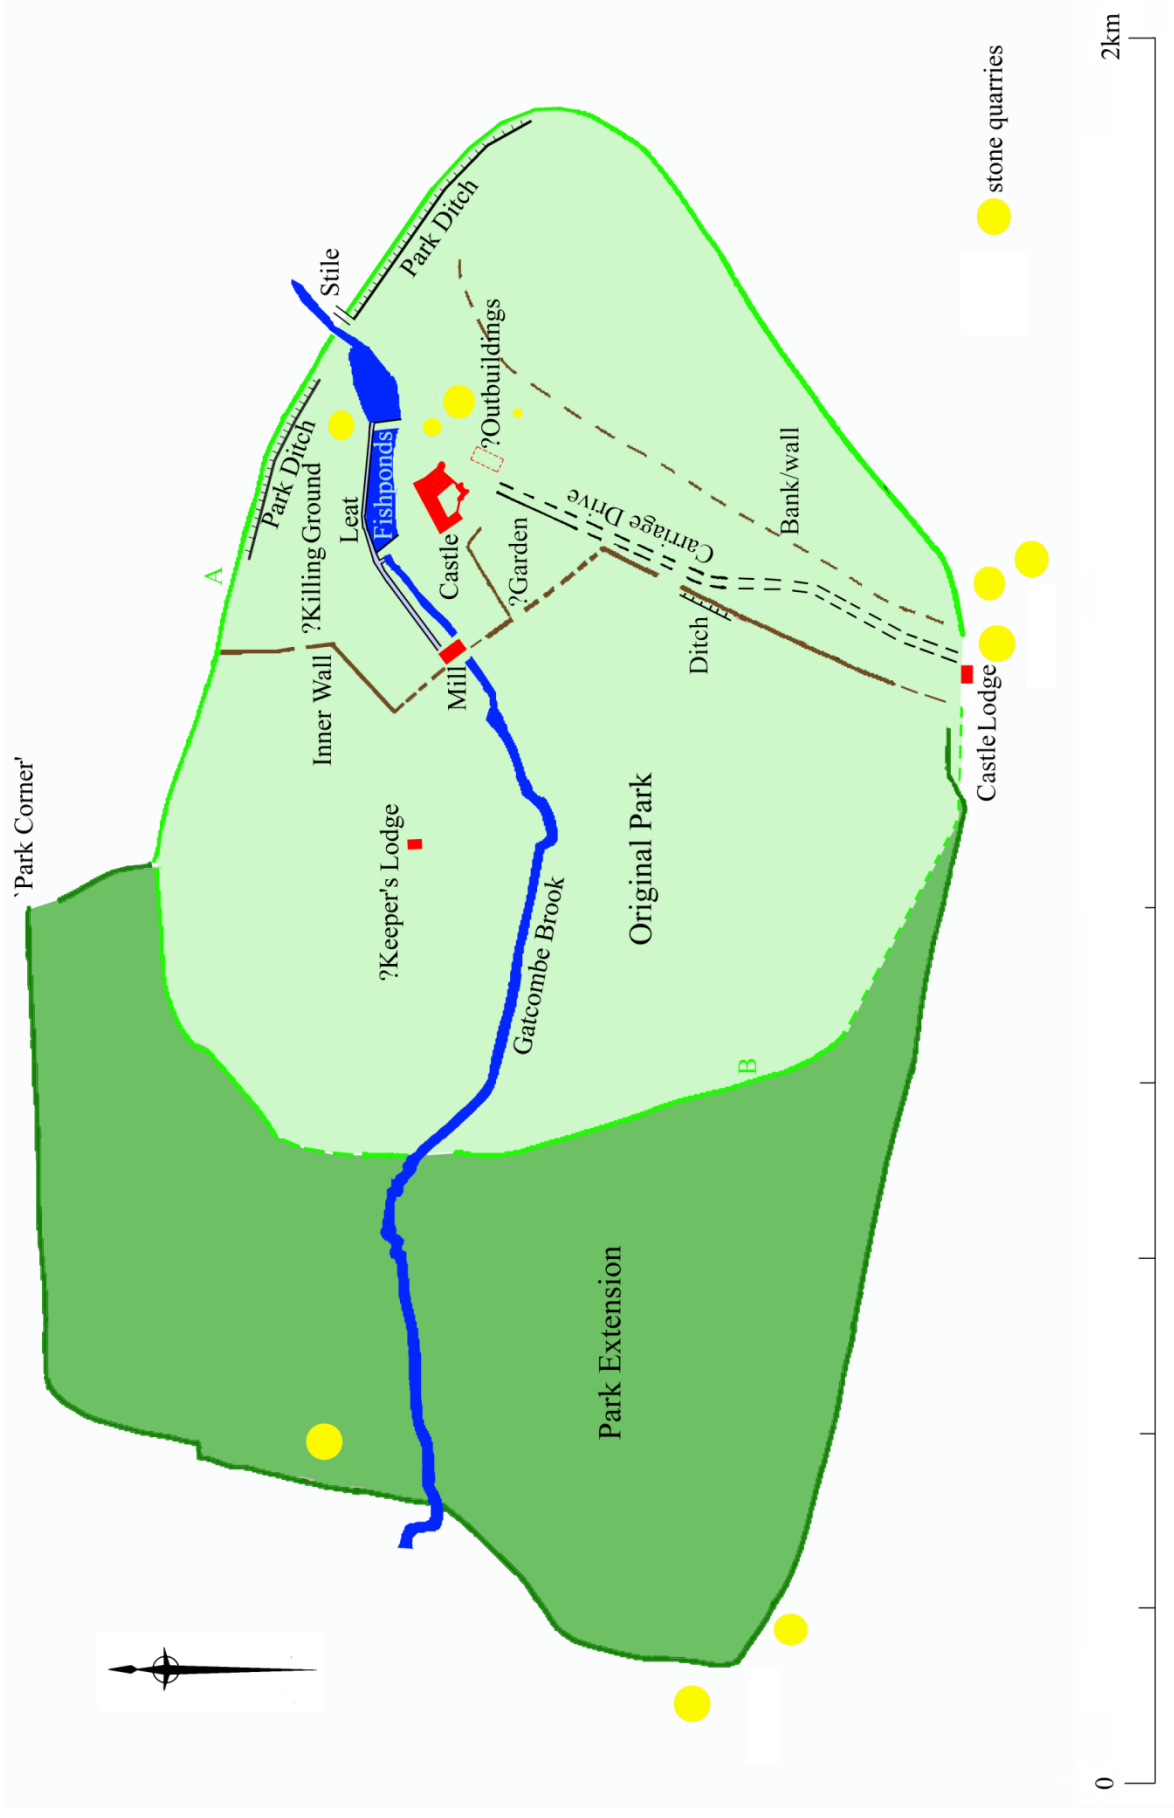 `Park Corner'
A
Park Ditch
Stile
Park Ditch
?Killing Ground
Inner Wall
Leat
Fishponds
?Outbuildings
Castle
?Garden
Mill
?Keeper's Lodge
Gatcombe Brook
Original Park
Carriage Drive
Ditch
Bank/wall
B
Park Extension
Castle Lodge
stone quarries
0
2km